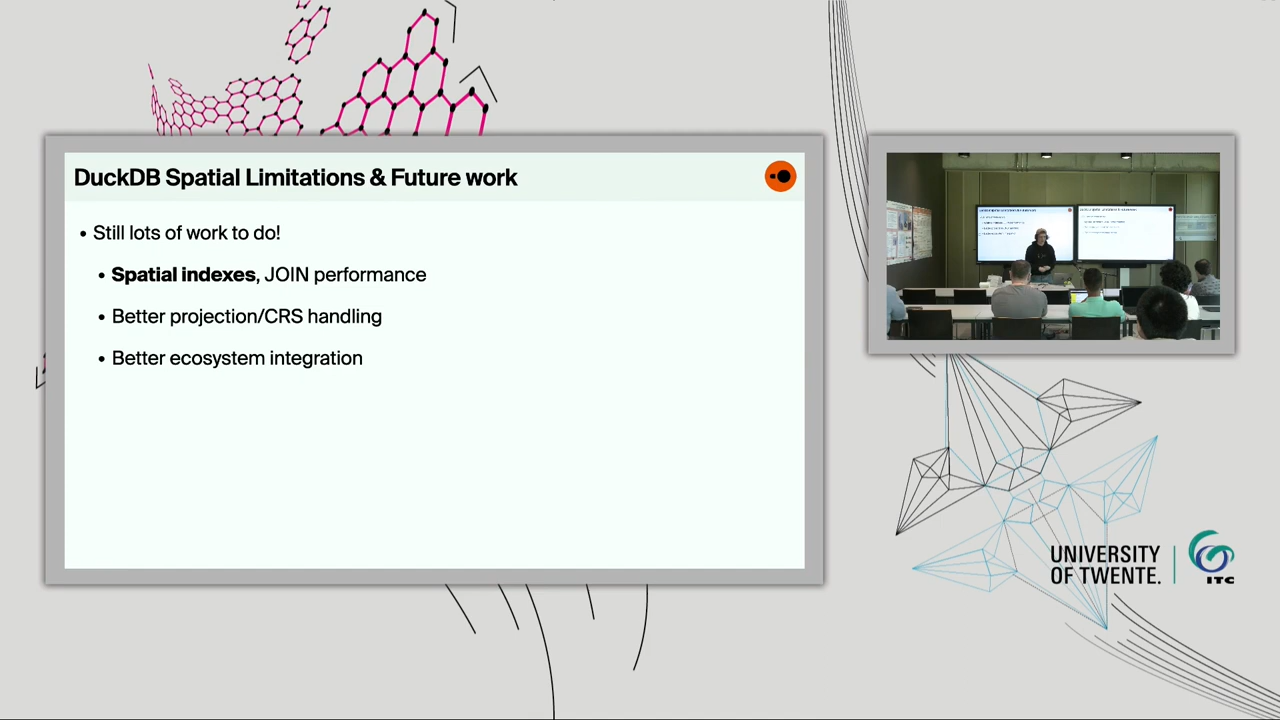 DuckDB Spatial Limitations & Future work
• Still lots of work to do!
• Spatial indexes, JOIN performance
• Better projection/CRS handling
• Better ecosystem integration
UNIVERSITY
OF TWENTE.
ITC